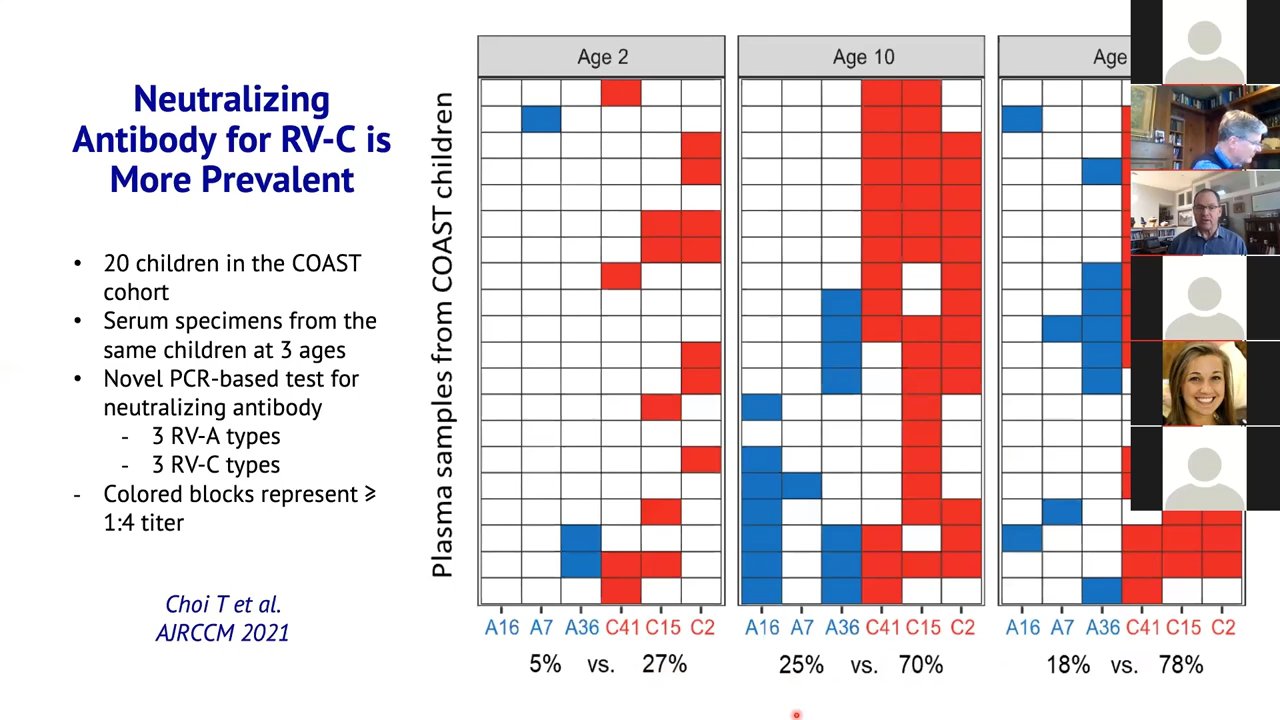 Neutralizing
Antibody for RV-C is
More Prevalent
• 20 children in the COAST
cohort
• Serum specimens from the
same children at 3 ages
• Novel PCR-based test for
neutralizing antibody
- 3 RV-A types
- 3 RV-C types
- Colored blocks represent ≥
1:4 titer
Choi T et al.
AJRCCM 2021
Plasma samples from COAST children
Age 2
Age 10
Age
A16 A7 A36 C41 C15 C2
A16 A7 A36 C41 C15 C2
A16 A7 A36 C41 C15 C2
5% vs. 27%
25% vs. 70%
18% vs. 78%